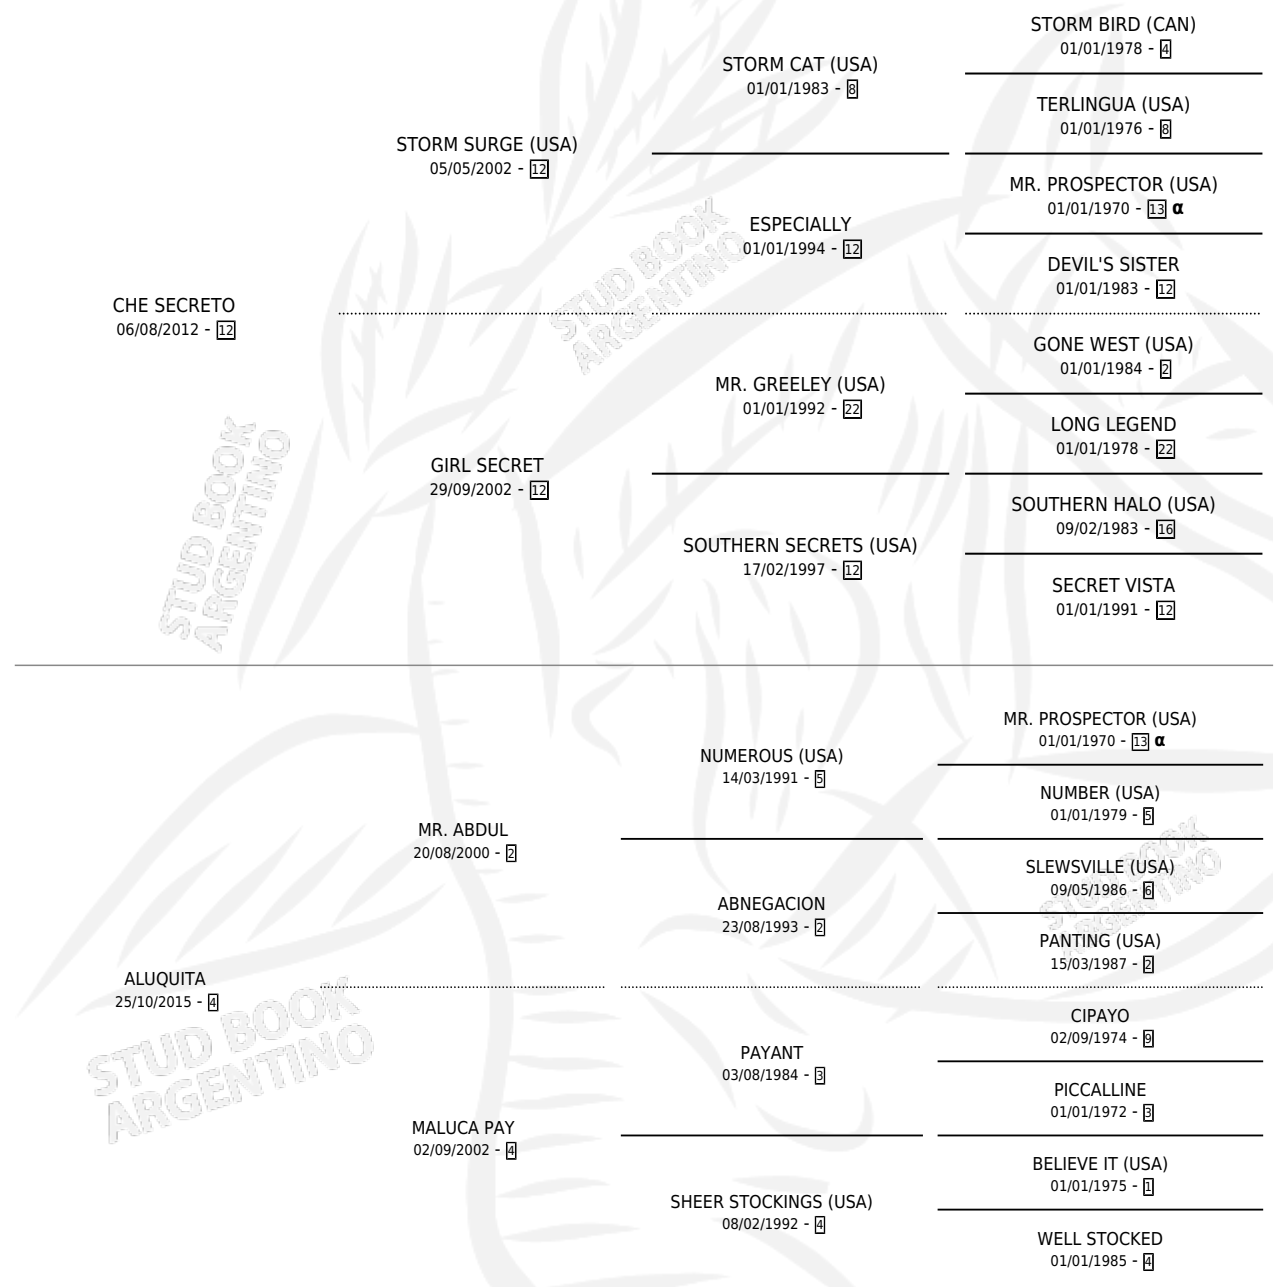 STORM BIRD (CAN)
01/01/1978 - 4
STORM CAT (USA)
01/01/1983 - 8
TERLINGUA (USA)
01/01/1976 - 8
STORM SURGE (USA)
05/05/2002 - 12
MR. PROSPECTOR (USA)
01/01/1970 - 13 α
ESPECIALLY
01/01/1994 - 12
DEVIL'S SISTER
01/01/1983 - 12
CHE SECRETO
06/08/2012 - 12
GONE WEST (USA)
01/01/1984 - 2
MR. GREELEY (USA)
01/01/1992 - 22
LONG LEGEND
01/01/1978 - 22
GIRL SECRET
29/09/2002 - 12
SOUTHERN HALO (USA)
09/02/1983 - 16
SOUTHERN SECRETS (USA)
17/02/1997 - 12
SECRET VISTA
01/01/1991 - 12
MR. PROSPECTOR (USA)
01/01/1970 - 13 α
NUMEROUS (USA)
14/03/1991 - 5
NUMBER (USA)
01/01/1979 - 5
MR. ABDUL
20/08/2000 - 2
SLEWSVILLE (USA)
09/05/1986 - 6
ABNEGACION
23/08/1993 - 2
PANTING (USA)
15/03/1987 - 2
ALUQUITA
25/10/2015 - 4
CIPAYO
02/09/1974 - 9
PAYANT
03/08/1984 - 3
PICCALLINE
01/01/1972 - 3
MALUCA PAY
02/09/2002 - 4
BELIEVE IT (USA)
01/01/1975 - 1
SHEER STOCKINGS (USA)
08/02/1992 - 4
WELL STOCKED
01/01/1985 - 4
STUD BOOK
ARGENTINO
STUD BOOK
ARGENTINO
STUD BOOK
ARGENTINO
STUD BOOK
ARGENTINO